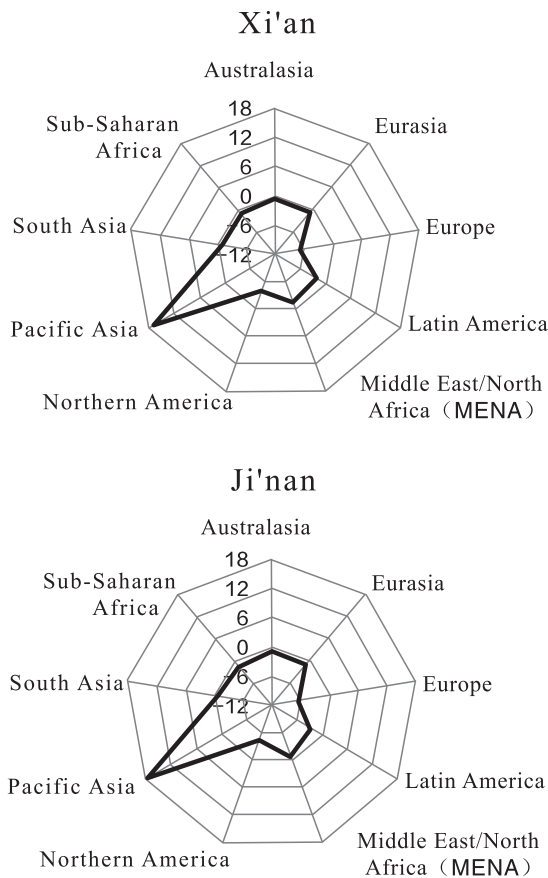 Xi'an
Australasia
Sub-Saharan
Africa
18
12
6
0
-6
-12
Eurasia
South Asia
Europe
Pacific Asia
Latin America
Northern America
Middle East/North
Africa（MENA）
Ji'nan
Australasia
Sub-Saharan
Africa
18
12
6
0
-6
-12
Eurasia
South Asia
Europe
Pacific Asia
Latin America
Northern America
Middle East/North
Africa（MENA）